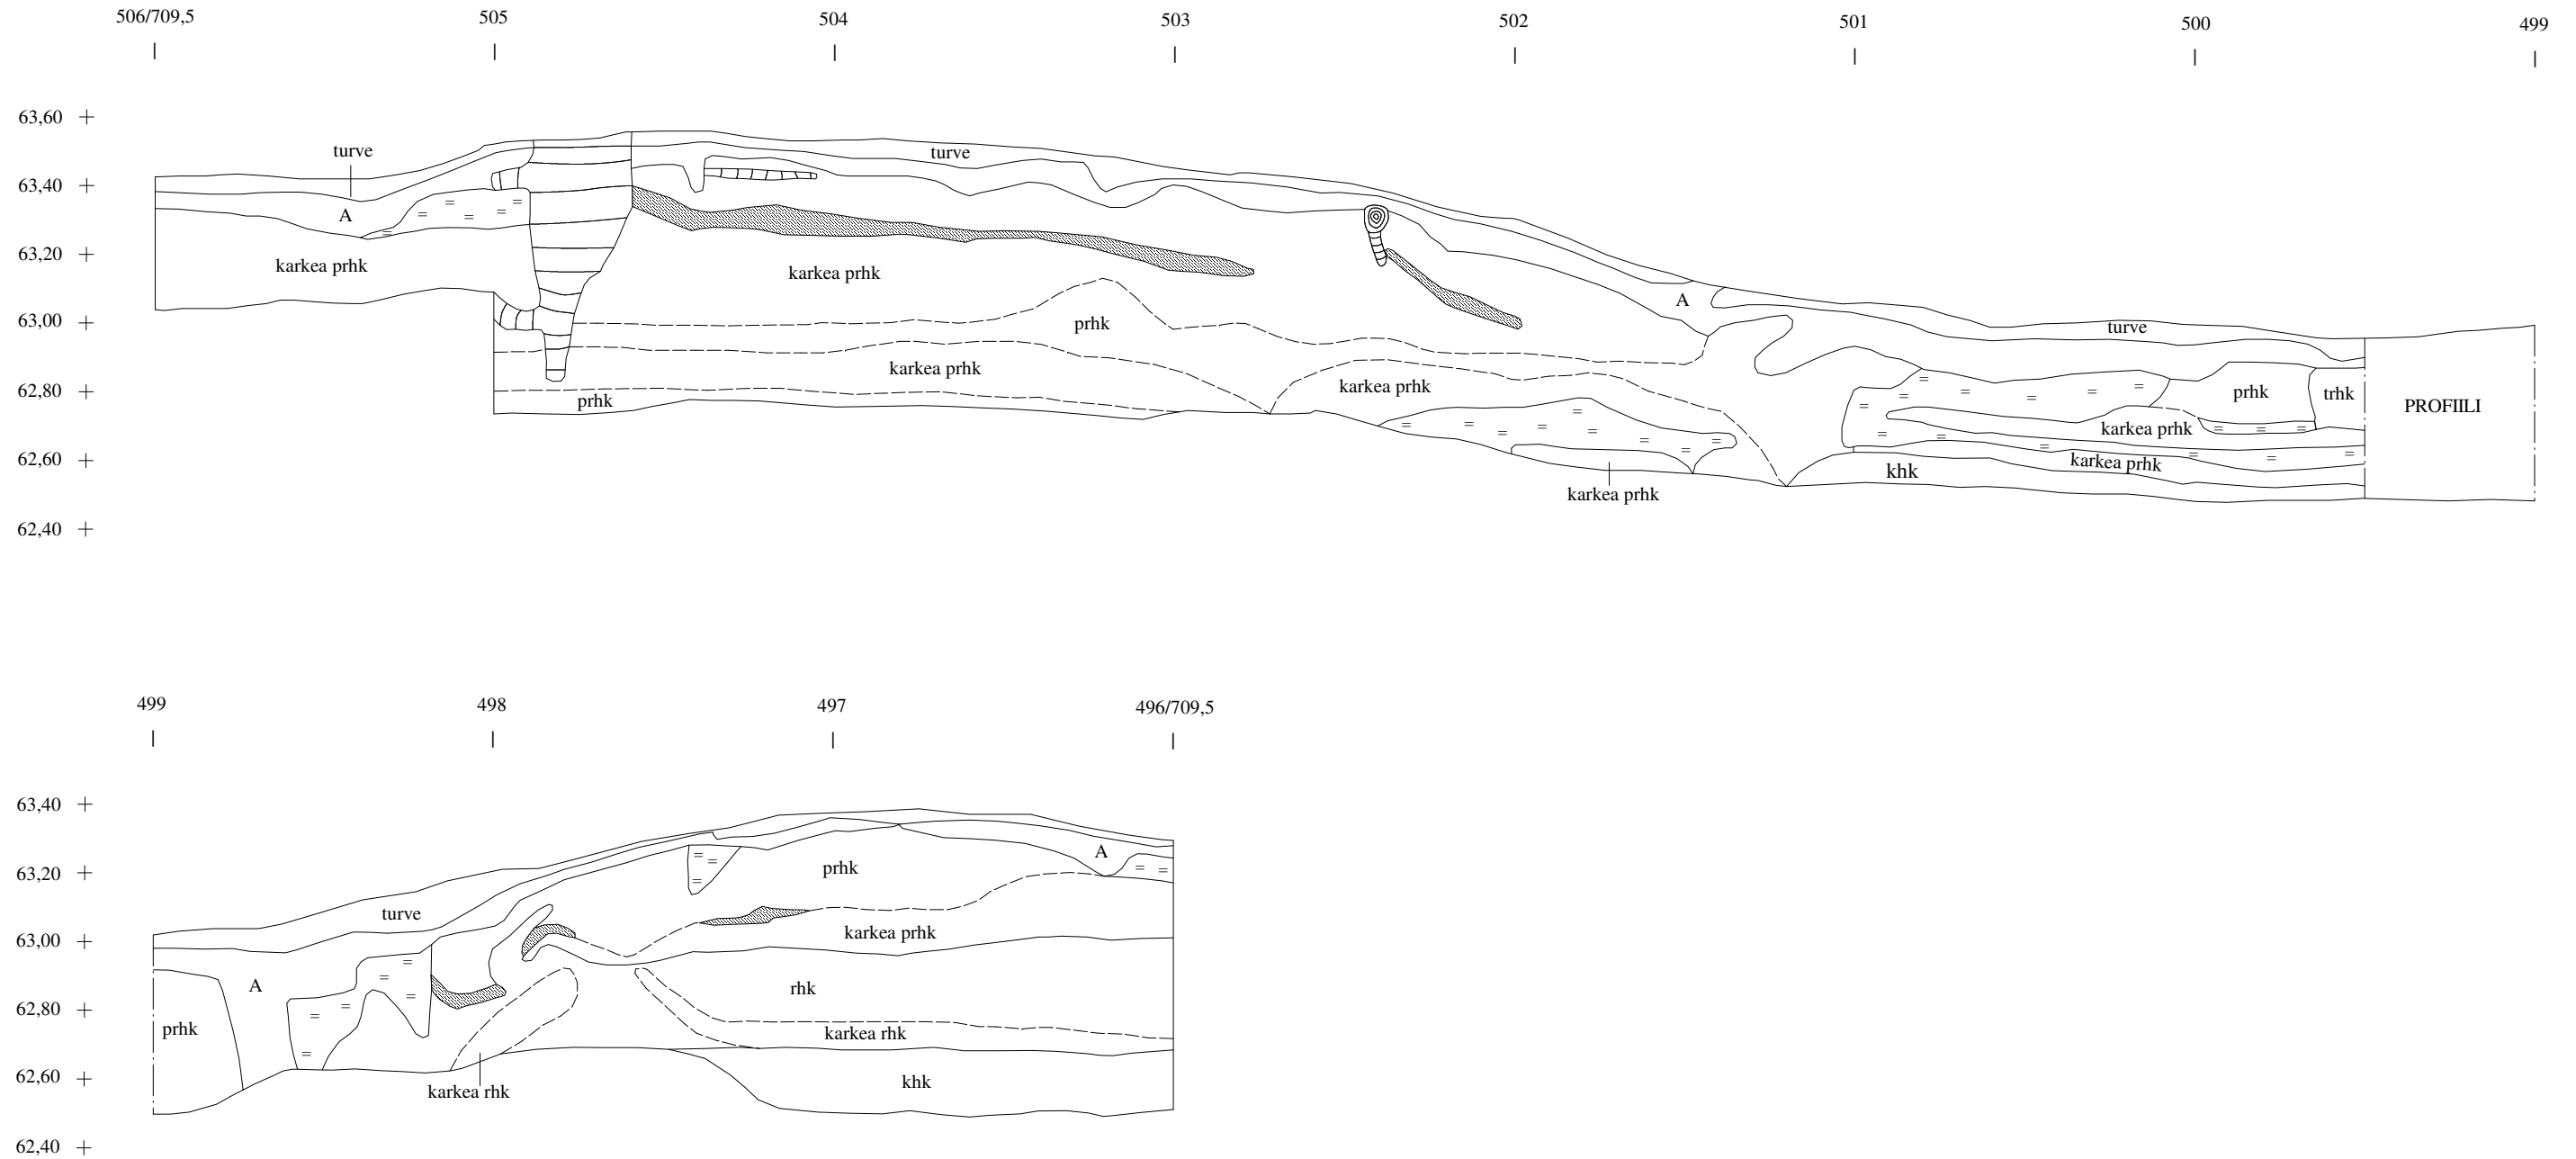 506/709,5 505 504 503 502 501 500 499
63,60
turve
turve
63,40
A
63,20
karkea prhk
karkea prhk
A
63,00
prhk
turve
karkea prhk
karkea prhk
62,80
prhk
prhk
trhk
PROFIILI
karkea prhk
62,60
karkea prhk
khk
karkea prhk
62,40
499 498 497 496/709,5
63,40
A
63,20
prhk
turve
63,00
karkea prhk
A
rhk
62,80
prhk
karkea rhk
62,60
khk
karkea rhk
62,40